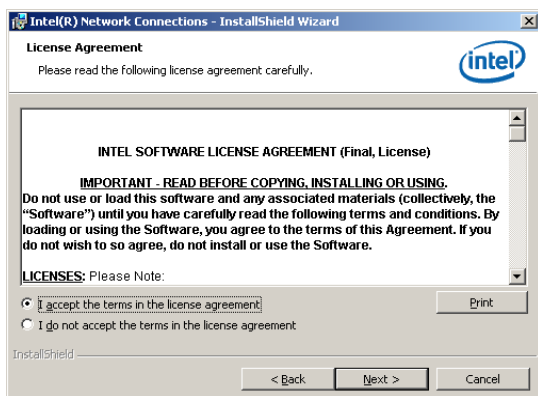 Intel(R) Network Connections - InstallShield Wizard
License Agreement
Please read the following license agreement carefully.
intel
INTEL SOFTWARE LICENSE AGREEMENT (Final, License)
IMPORTANT - READ BEFORE COPYING, INSTALLING OR USING.
Do not use or load this software and any associated materials (collectively, the
“Software”) until you have carefully read the following terms and conditions. By
loading or using the Software, you agree to the terms of this Agreement. If you
do not wish to so agree, do not install or use the Software.
LICENSES: Please Note:
I accept the terms in the license agreement
Print
I do not accept the terms in the license agreement
InstallShield
< Back
Next >
Cancel